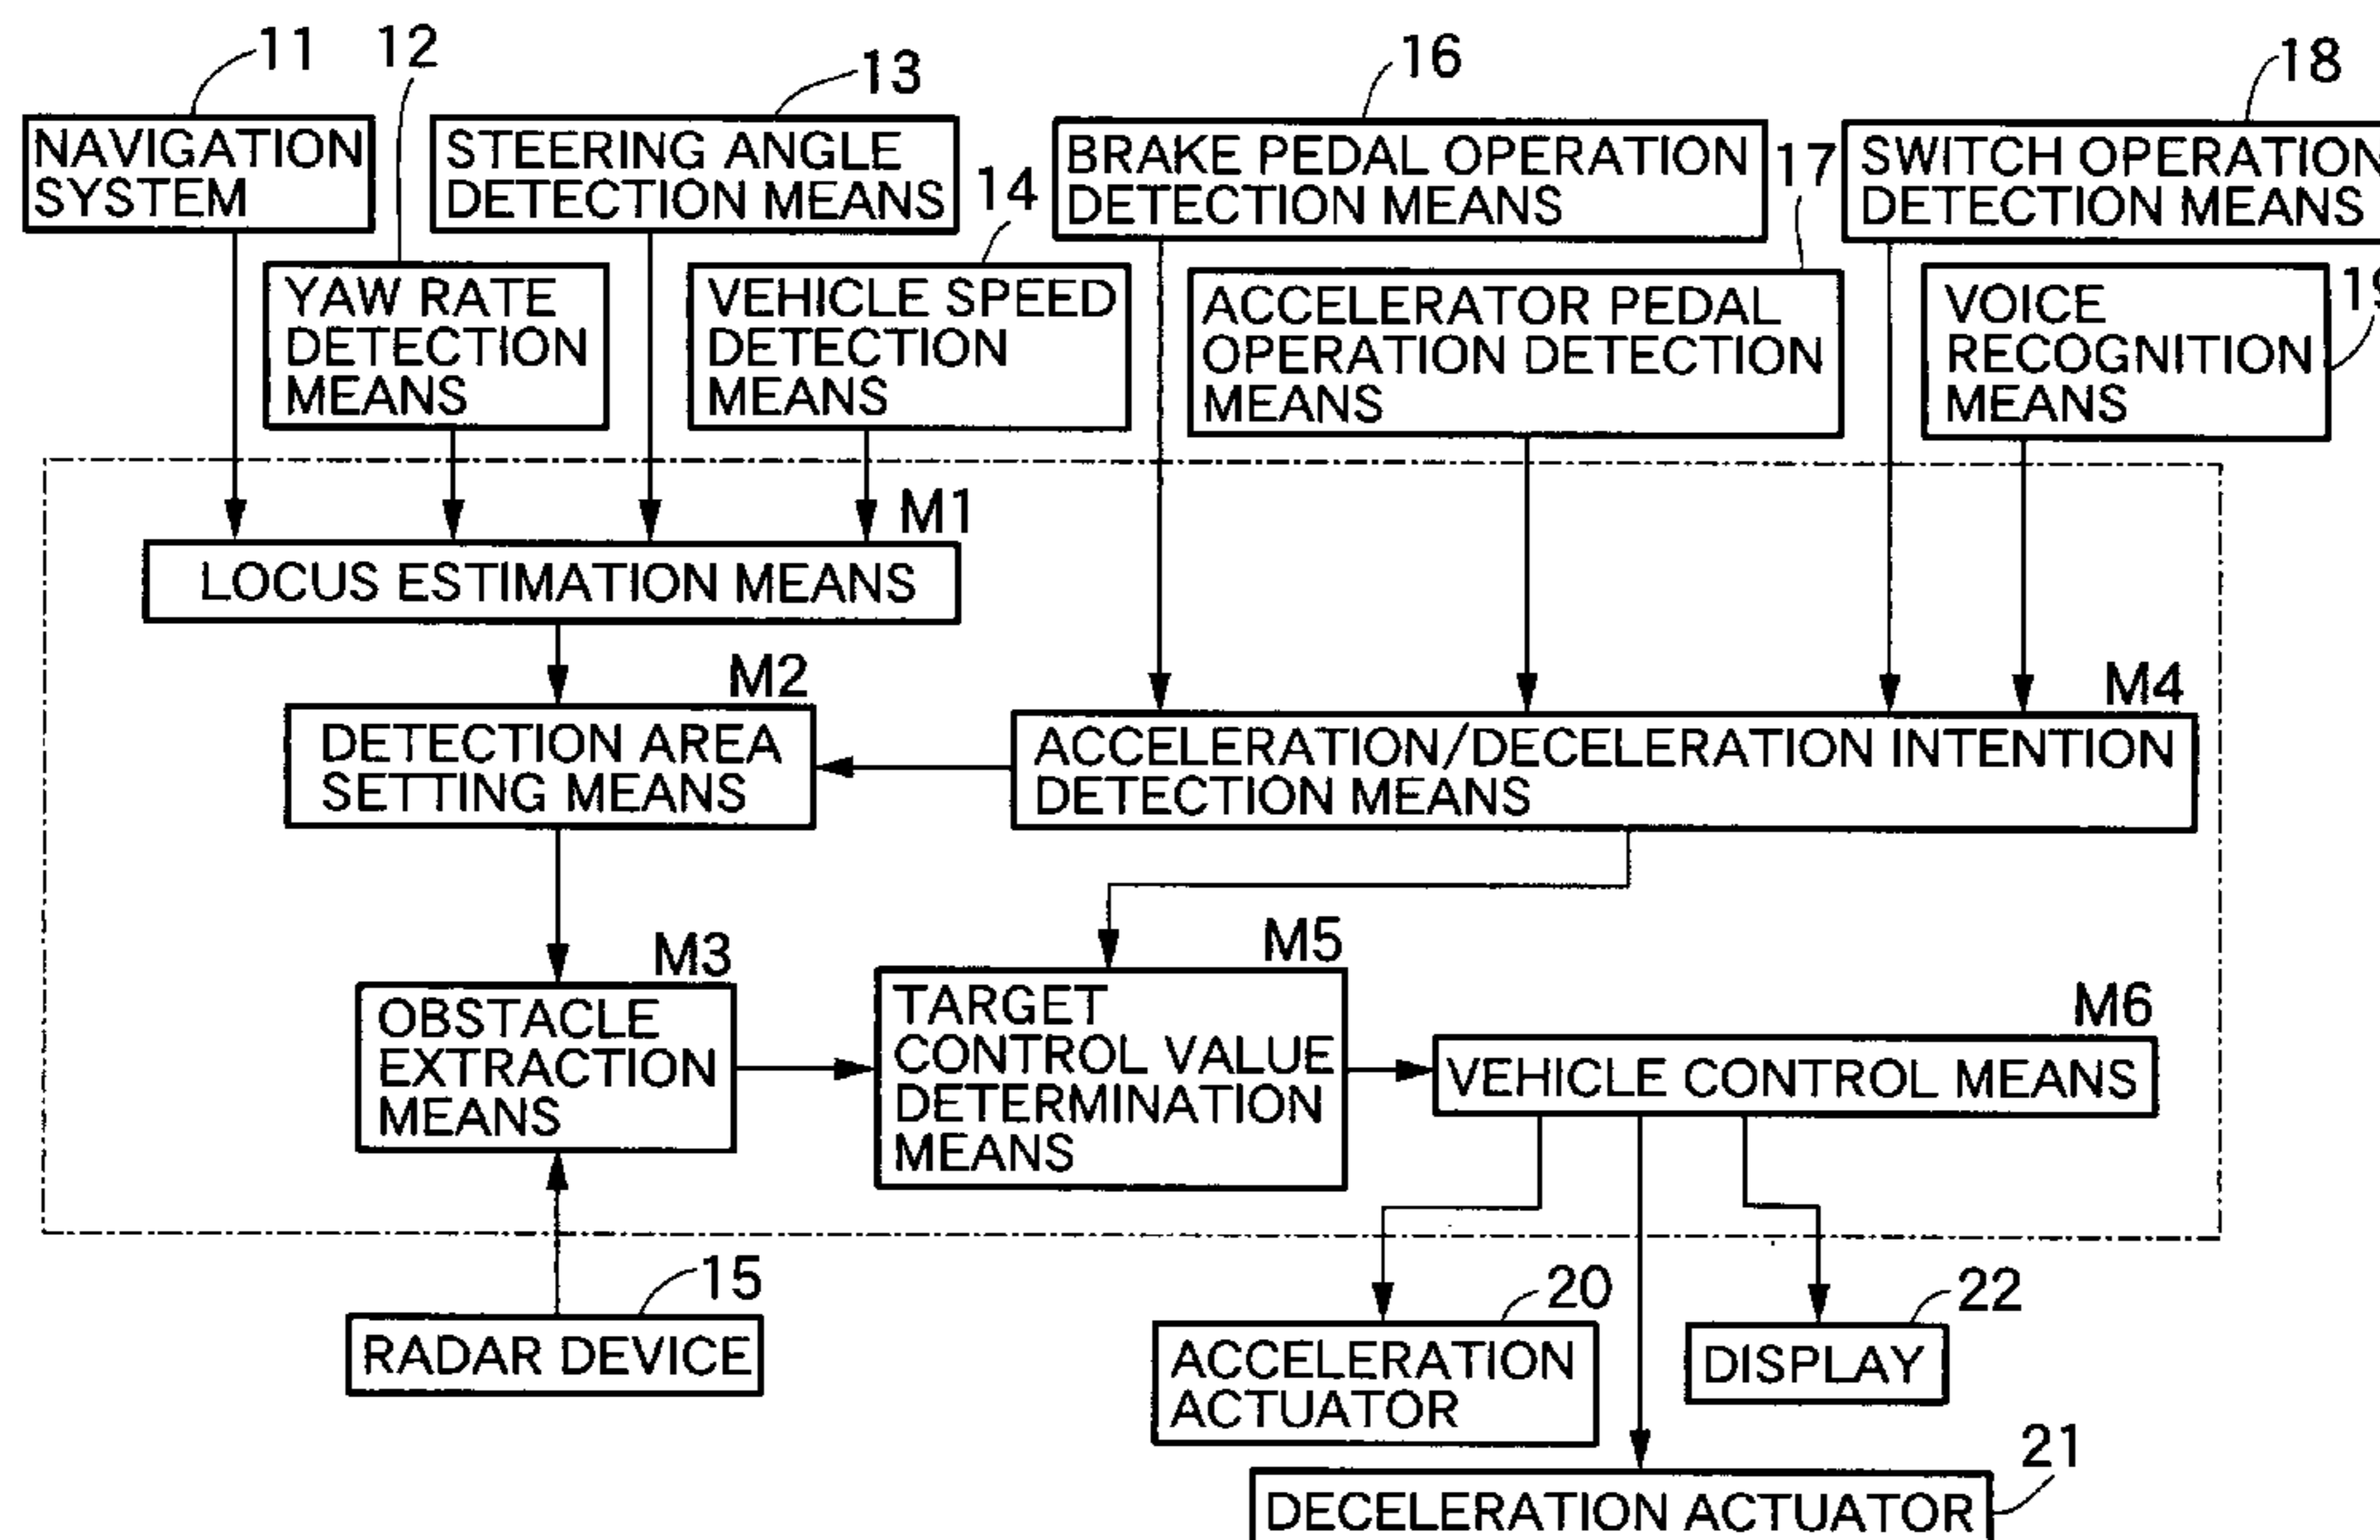 11
12
13
16
18
NAVIGATION
SYSTEM
STEERING ANGLE
DETECTION MEANS
14
BRAKE PEDAL OPERATION
DETECTION MEANS
17
SWITCH OPERATION
DETECTION MEANS
YAW RATE
DETECTION
MEANS
VEHICLE SPEED
DETECTION
MEANS
ACCELERATOR PEDAL
OPERATION DETECTION
MEANS
VOICE
RECOGNITION
MEANS
19
M1
LOCUS ESTIMATION MEANS
M2
DETECTION AREA
SETTING MEANS
M4
ACCELERATION/DECELERATION INTENTION
DETECTION MEANS
M3
OBSTACLE
EXTRACTION
MEANS
M5
TARGET
CONTROL VALUE
DETERMINATION
MEANS
M6
VEHICLE CONTROL MEANS
15
RADAR DEVICE
20
ACCELERATION
ACTUATOR
22
DISPLAY
21
DECELERATION ACTUATOR